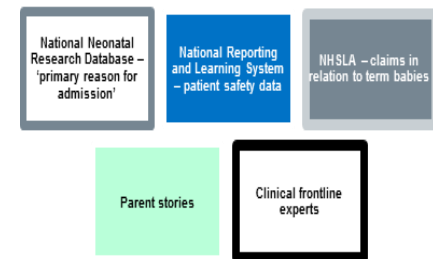 National Neonatal
Research Database –
‘primary reason for
admission’
National Reporting
and Learning System
– patient safety data
NHSLA – claims in
relation to term babies
Parent stories
Clinical frontline
experts